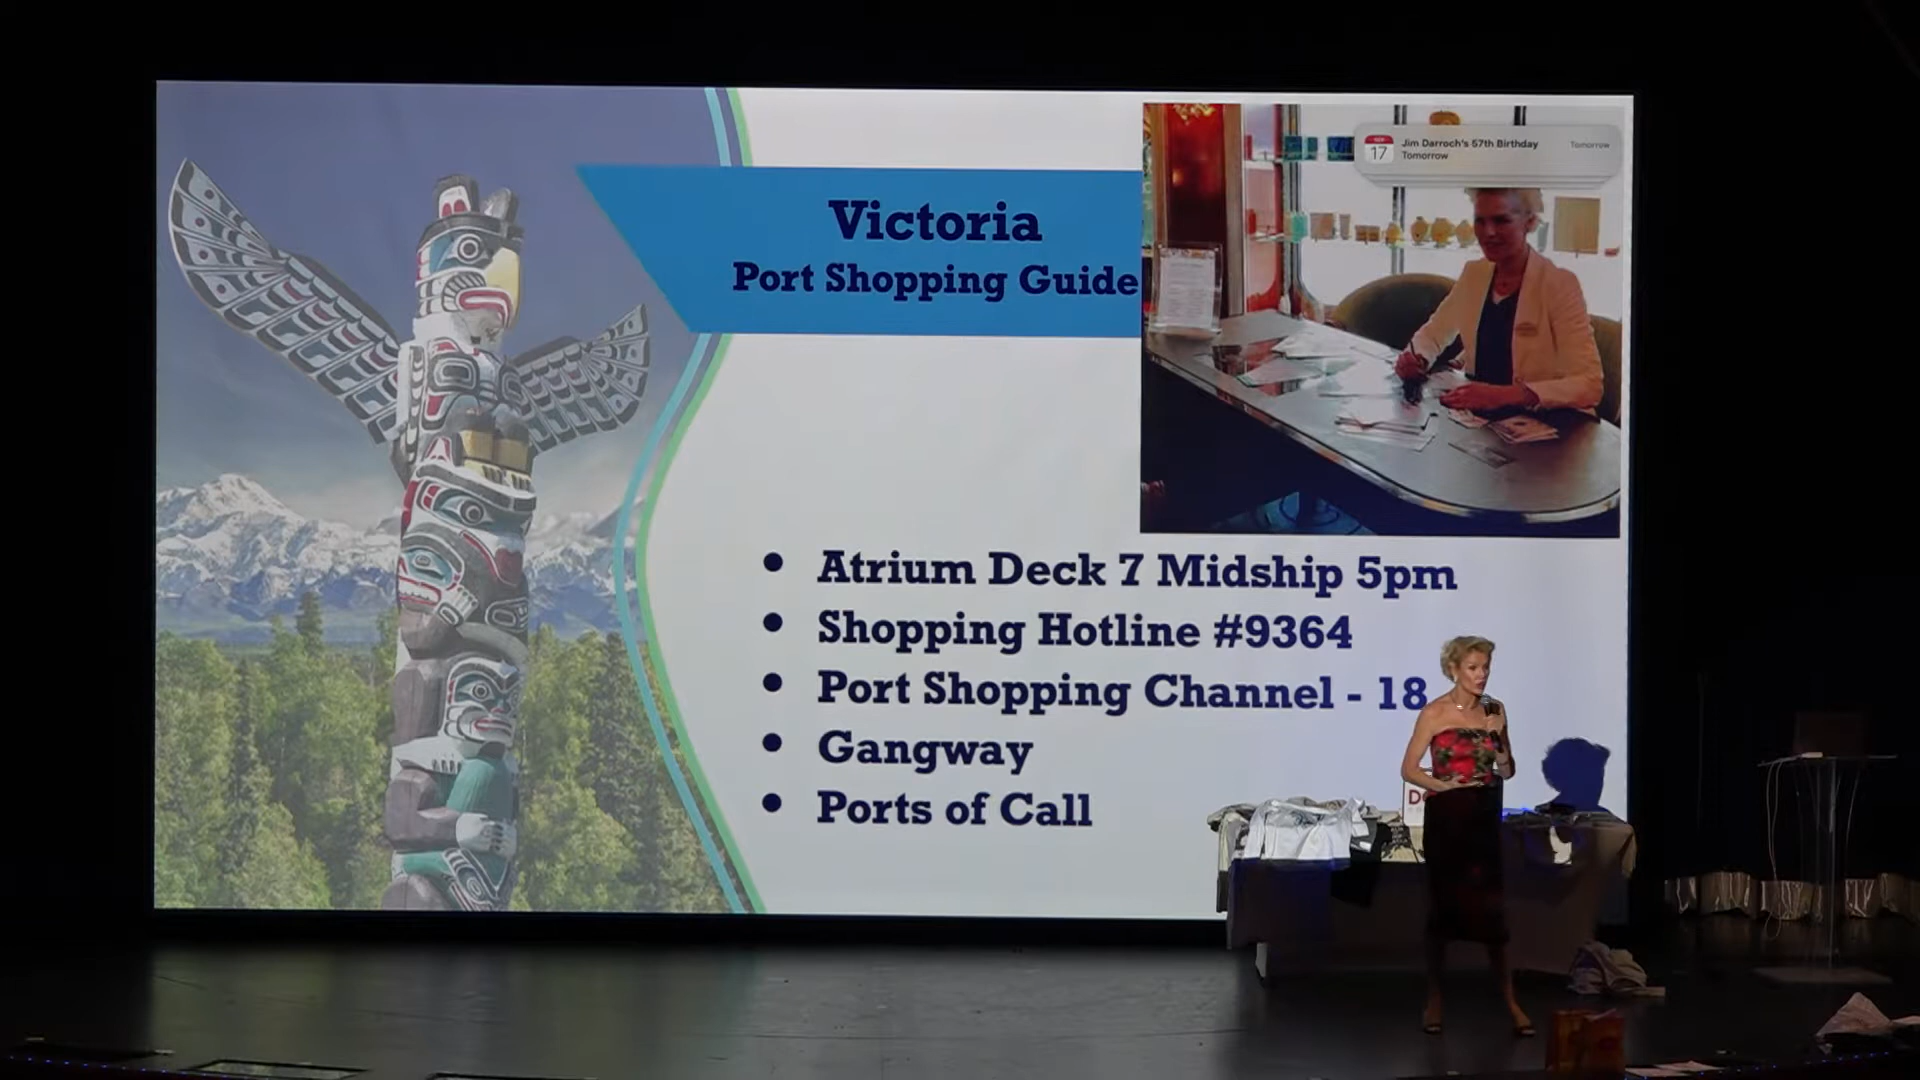 Victoria
Port Shopping Guide
SEP
17
Jim Darroch's 57th Birthday
Tomorrow
Tomorrow
• Atrium Deck 7 Midship 5pm
• Shopping Hotline #9364
• Port Shopping Channel - 18
• Gangway
• Ports of Call